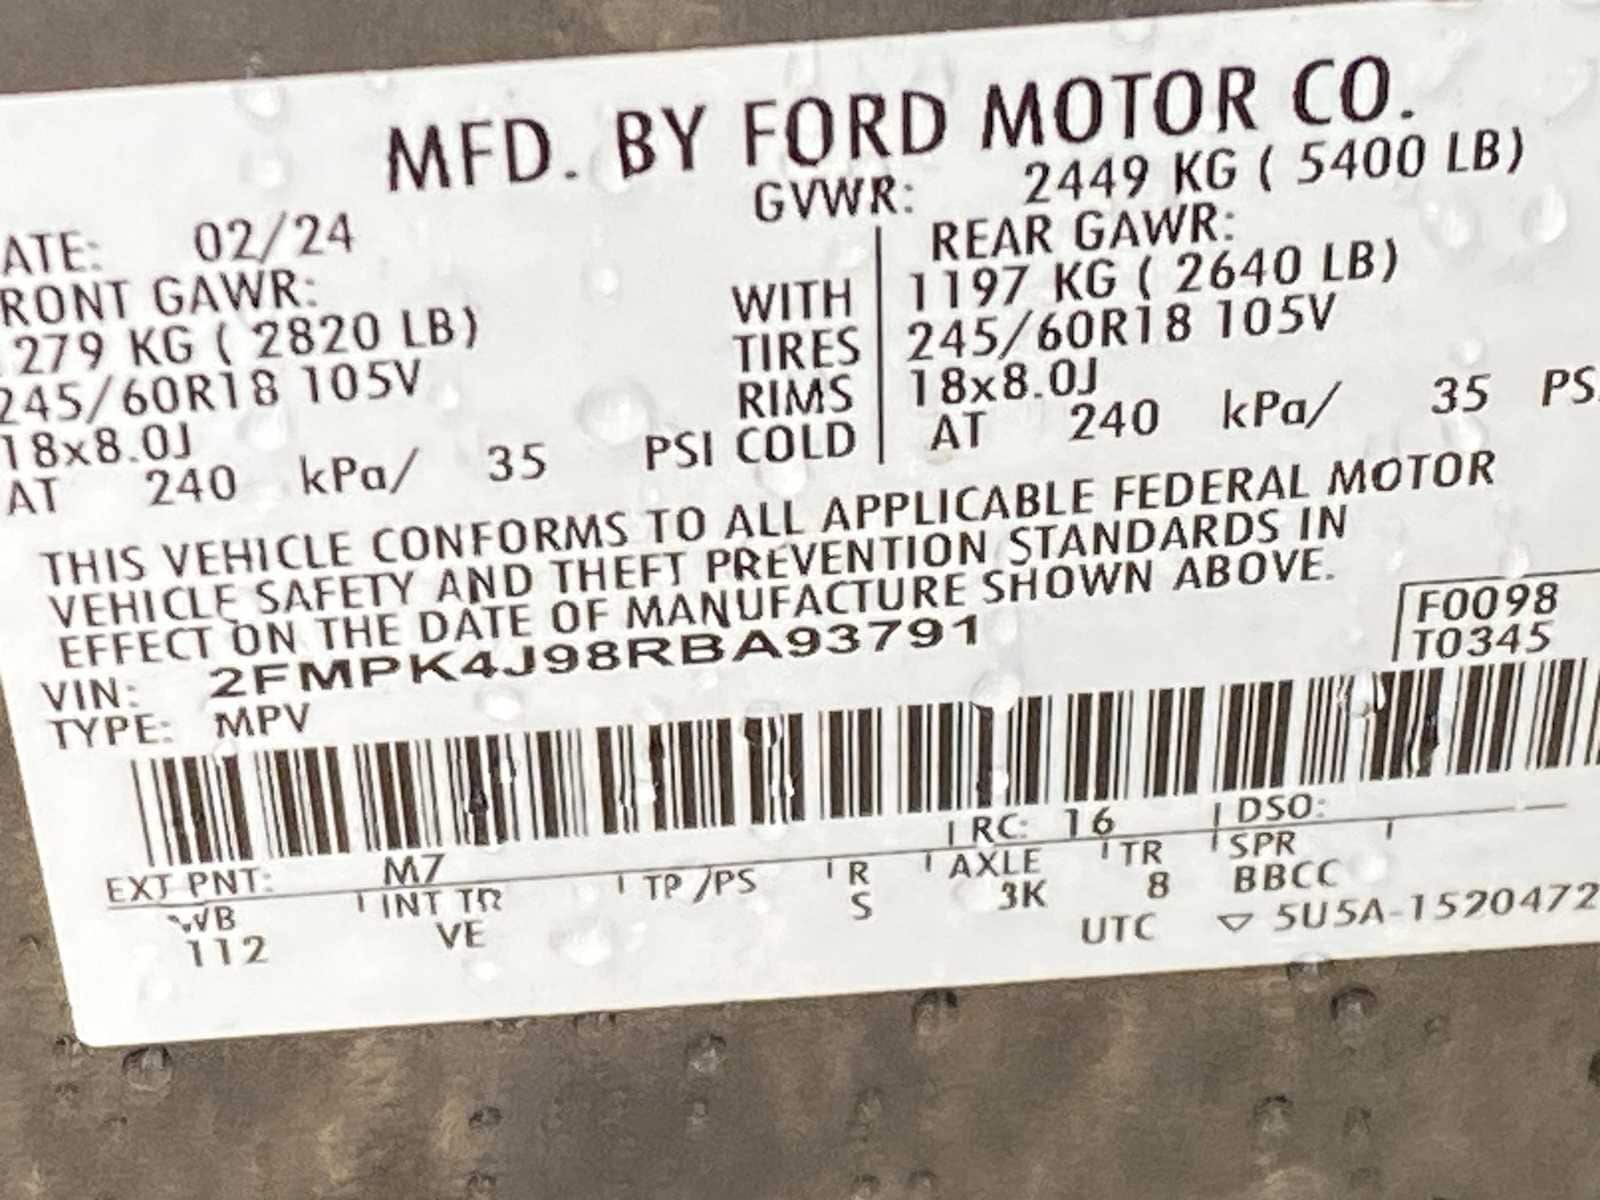 MFD. BY FORD MOTOR CO.
ATE: 02/24 GVWR: 2449 KG ( 5400 LB)
RONT GAWR: REAR GAWR:
1279 KG ( 2820 LB) WITH 1197 KG ( 2640 LB)
245/60R18 105V TIRES 245/60R18 105V
18x8.0J RIMS 18x8.0J
AT 240 kPa/ 35 PSI COLD AT 240 kPa/ 35 PS
THIS VEHICLE CONFORMS TO ALL APPLICABLE FEDERAL MOTOR
VEHICLE SAFETY AND THEFT PREVENTION STANDARDS IN
EFFECT ON THE DATE OF MANUFACTURE SHOWN ABOVE.
F0098
T0345
VIN: 2FMPK4J98RBA93791
TYPE: MPV
EXT PNT: M7 RC: 16 DSO:
WB INT TR TP/PS R AXLE TR SPR
112 VE S 3K 8 BBCC
UTC ▽ 5U5A-1520472